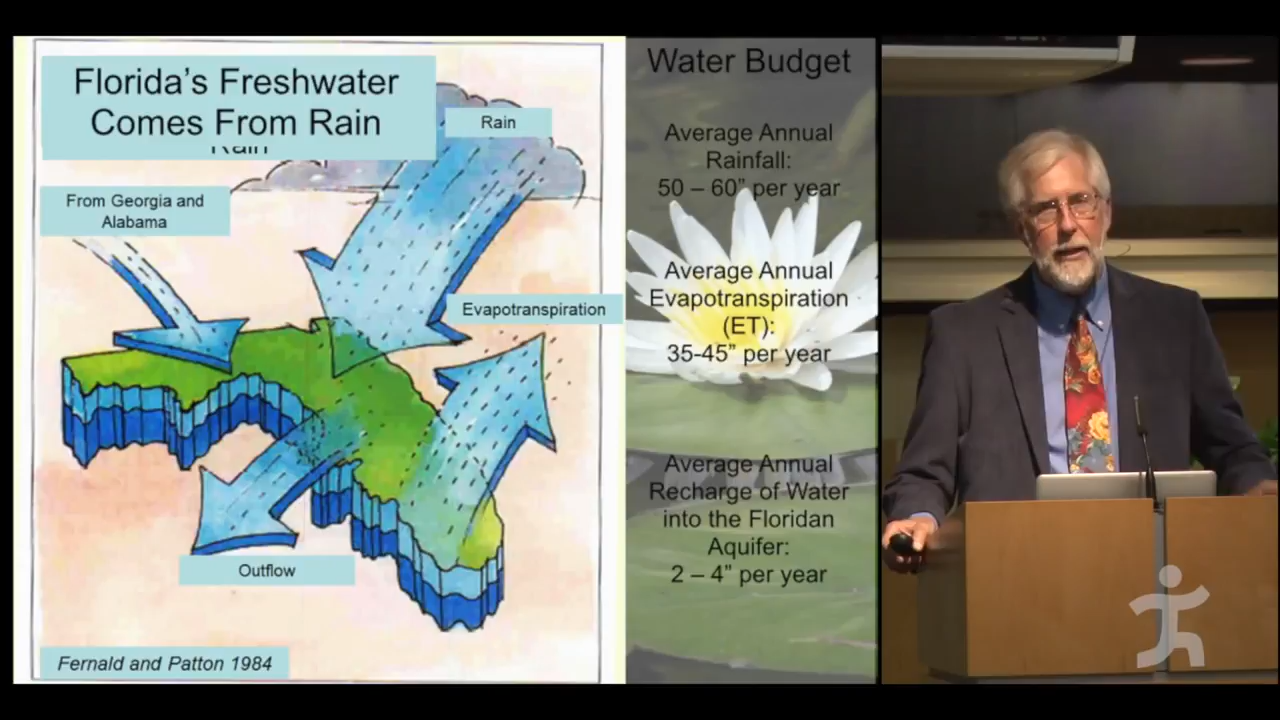 Florida's Freshwater
Comes From Rain
Rain
Rain
From Georgia and
Alabama
Evapotranspiration
Outflow
Fernald and Patton 1984
Water Budget
Average Annual
Rainfall:
50 – 60” per year
Average Annual
Evapotranspiration
(ET):
35-45” per year
Average Annual
Recharge of Water
into the Floridan
Aquifer:
2 – 4” per year